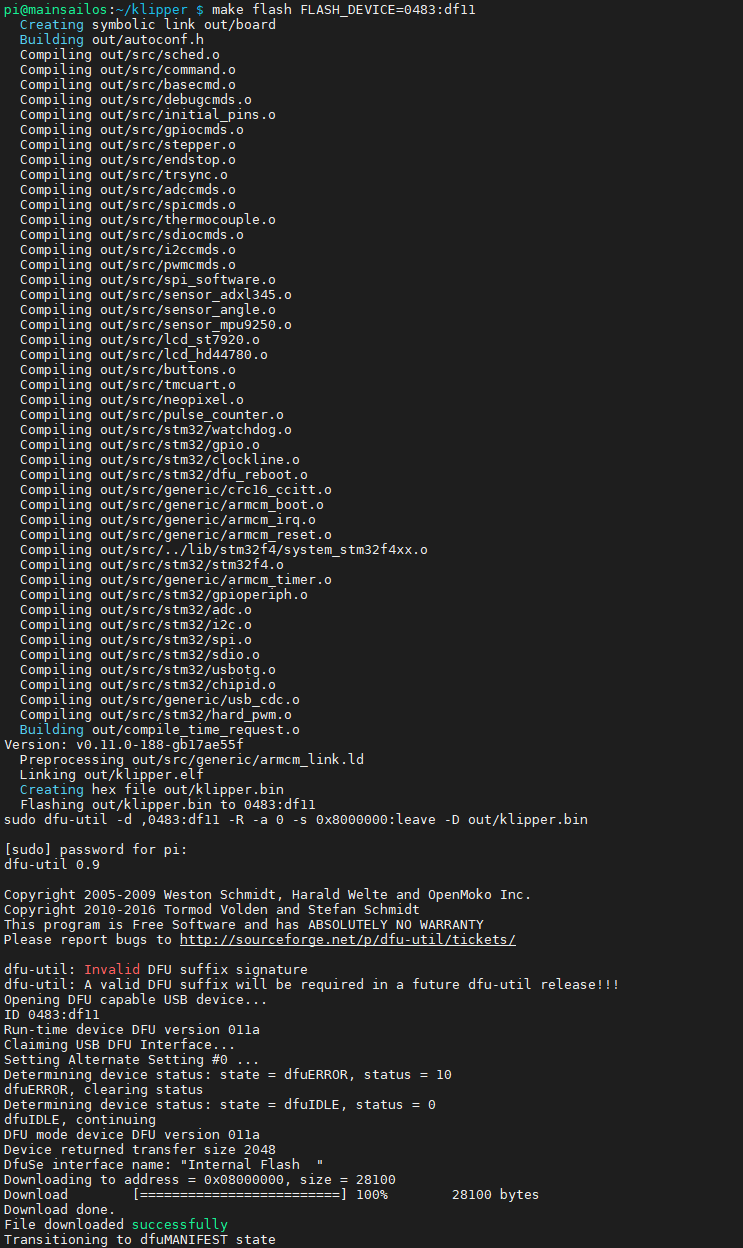 pi@mainsailos:~/klipper $ make flash FLASH_DEVICE=0483:df11
Creating symbolic link out/board
Building out/autoconf.h
Compiling out/src/sched.o
Compiling out/src/command.o
Compiling out/src/basecmd.o
Compiling out/src/debugcmds.o
Compiling out/src/initial_pins.o
Compiling out/src/gpiocmds.o
Compiling out/src/stepper.o
Compiling out/src/endstop.o
Compiling out/src/trsync.o
Compiling out/src/adccmds.o
Compiling out/src/spicmds.o
Compiling out/src/thermocouple.o
Compiling out/src/sdiocmds.o
Compiling out/src/i2ccmds.o
Compiling out/src/pwmcmds.o
Compiling out/src/spi_software.o
Compiling out/src/sensor_adxl345.o
Compiling out/src/sensor_angle.o
Compiling out/src/sensor_mpu9250.o
Compiling out/src/lcd_st7920.o
Compiling out/src/lcd_hd44780.o
Compiling out/src/buttons.o
Compiling out/src/tmcuart.o
Compiling out/src/neopixel.o
Compiling out/src/pulse_counter.o
Compiling out/src/stm32/watchdog.o
Compiling out/src/stm32/gpio.o
Compiling out/src/stm32/clockline.o
Compiling out/src/stm32/dfu_reboot.o
Compiling out/src/generic/crc16_ccitt.o
Compiling out/src/generic/armcm_boot.o
Compiling out/src/generic/armcm_irq.o
Compiling out/src/generic/armcm_reset.o
Compiling out/src/../lib/stm32f4/system_stm32f4xx.o
Compiling out/src/stm32/stm32f4.o
Compiling out/src/generic/armcm_timer.o
Compiling out/src/stm32/gpioperiph.o
Compiling out/src/stm32/adc.o
Compiling out/src/stm32/i2c.o
Compiling out/src/stm32/spi.o
Compiling out/src/stm32/sdio.o
Compiling out/src/stm32/usbotg.o
Compiling out/src/stm32/chipid.o
Compiling out/src/generic/usb_cdc.o
Compiling out/src/stm32/hard_pwm.o
Building out/compile_time_request.o
Version: v0.11.0-188-gb17ae55f
Preprocessing out/src/generic/armcm_link.ld
Linking out/klipper.elf
Creating hex file out/klipper.bin
Flashing out/klipper.bin to 0483:df11
sudo dfu-util -d ,0483:df11 -R -a 0 -s 0x8000000:leave -D out/klipper.bin
[sudo] password for pi:
dfu-util 0.9
Copyright 2005-2009 Weston Schmidt, Harald Welte and OpenMoko Inc.
Copyright 2010-2016 Tormod Volden and Stefan Schmidt
This program is Free Software and has ABSOLUTELY NO WARRANTY
Please report bugs to http://sourceforge.net/p/dfu-util/tickets/
dfu-util: Invalid DFU suffix signature
dfu-util: A valid DFU suffix will be required in a future dfu-util release!!!
Opening DFU capable USB device...
ID 0483:df11
Run-time device DFU version 011a
Claiming USB DFU Interface...
Setting Alternate Setting #0 ...
Determining device status: state = dfuERROR, status = 10
dfuERROR, clearing status
Determining device status: state = dfuIDLE, status = 0
dfuIDLE, continuing
DFU mode device DFU version 011a
Device returned transfer size 2048
DfuSe interface name: "Internal Flash  "
Downloading to address = 0x08000000, size = 28100
Download        [=========================] 100%        28100 bytes
Download done.
File downloaded successfully
Transitioning to dfuMANIFEST state